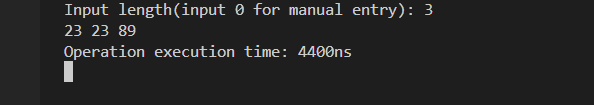 Input length(input 0 for manual entry): 3
23 23 89
Operation execution time: 4400ns